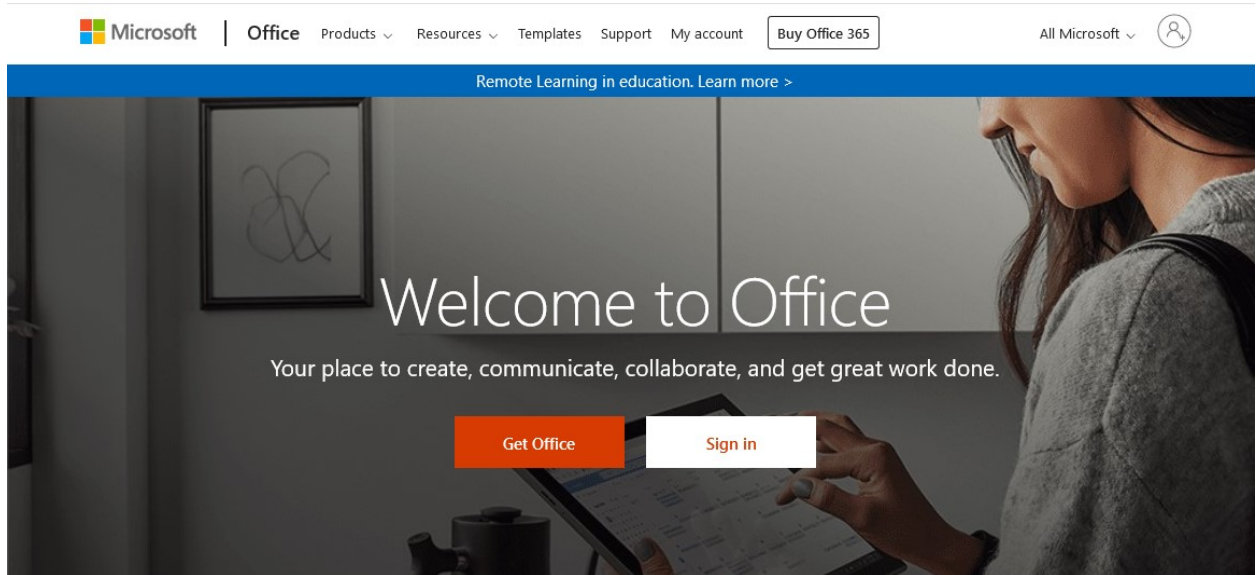 Microsoft | Office Products Resources Templates Support My account Buy Office 365 All Microsoft
Remote Learning in education. Learn more >
Welcome to Office
Your place to create, communicate, collaborate, and get great work done.
Get Office Sign in